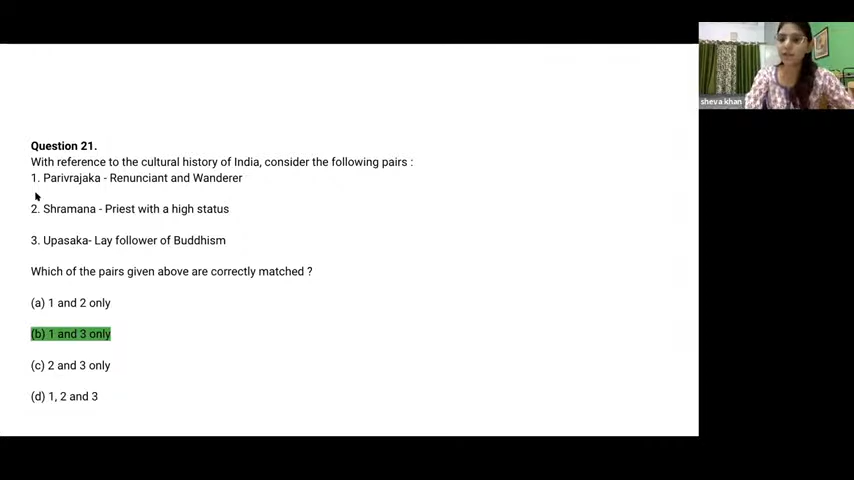 sheva khan
Question 21.
With reference to the cultural history of India, consider the following pairs :
1. Parivrajaka - Renunciant and Wanderer
2. Shramana - Priest with a high status
3. Upasaka- Lay follower of Buddhism
Which of the pairs given above are correctly matched ?
(a) 1 and 2 only
(b) 1 and 3 only
(c) 2 and 3 only
(d) 1, 2 and 3